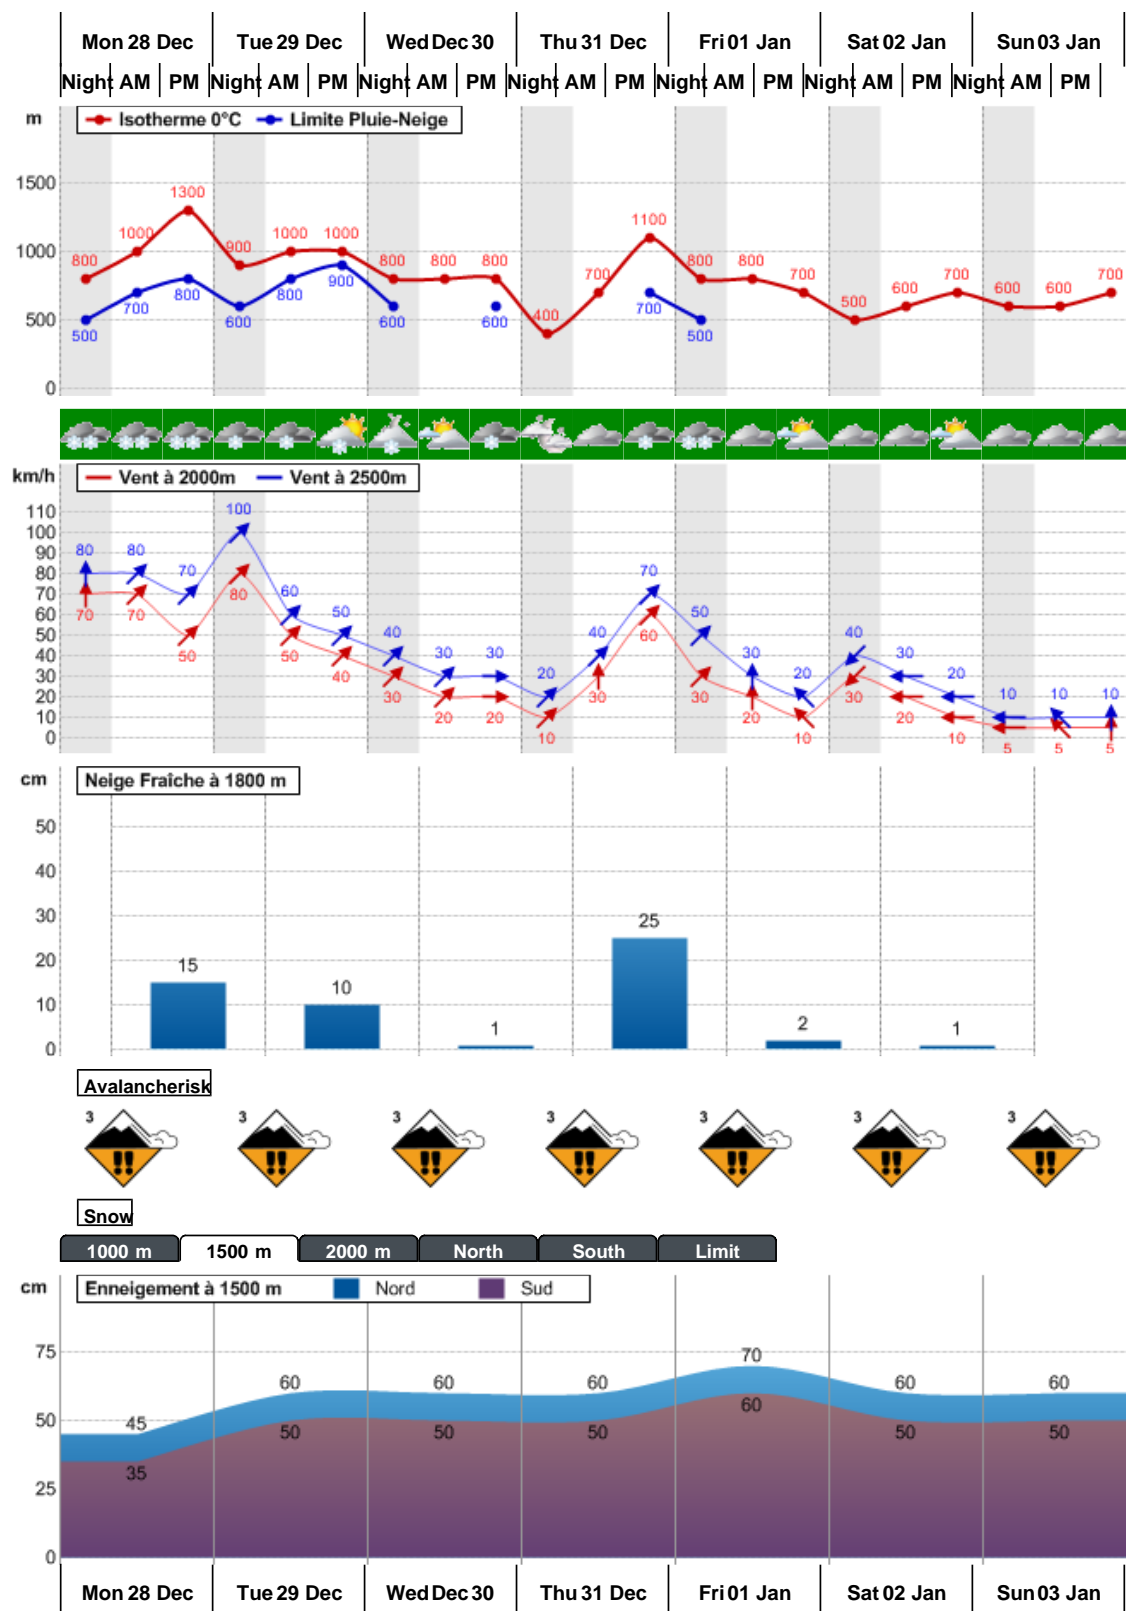 Mon 28 Dec Tue 29 Dec Wed Dec 30 Thu 31 Dec Fri 01 Jan Sat 02 Jan Sun 03 Jan
Night AM PM Night AM PM Night AM PM Night AM PM Night AM PM Night AM PM Night AM PM
m Isotherme 0°C Limite Pluie-Neige
1500
1300
1000 1000 1000 1000 1100
800 900 800 800 800 700 800 800 700 700 700
500 600 600 600
400
500 700 800 600 800 900 600 600 700 500
500
0
km/h Vent à 2000m Vent à 2500m
110
100
90
80
70
60
50
40
30
20
10
0
80 80 70 100 60 50 40 30 30 20 40 70 50 30 20 40 30 20 10 10 10
70 70 50 80 50 40 30 20 20 10 30 60 30 20 10 30 20 10 5 5 5
cm Neige Fraîche à 1800 m
50
40
30
20
10
0
15 10 1 25 2 1
Avalancherisk
3 3 3 3 3 3 3
Snow
1000 m 1500 m 2000 m North South Limit
cm Enneigement à 1500 m Nord Sud
75
50
25
0
45 60 60 60 70 60 60
35 50 50 50 60 50 50
Mon 28 Dec Tue 29 Dec Wed Dec 30 Thu 31 Dec Fri 01 Jan Sat 02 Jan Sun 03 Jan